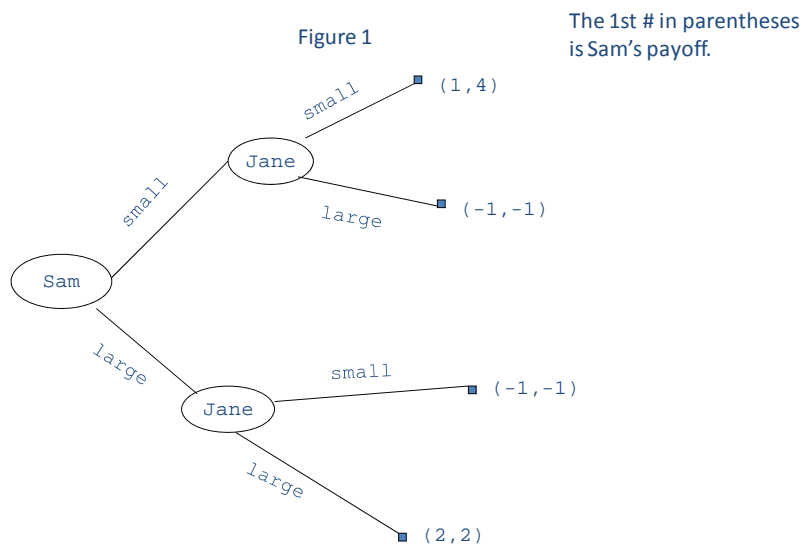 Figure 1
The 1st # in parentheses
is Sam's payoff.
small
(1,4)
Jane
small
large
(-1,-1)
Sam
large
small
(-1,-1)
Jane
large
(2,2)